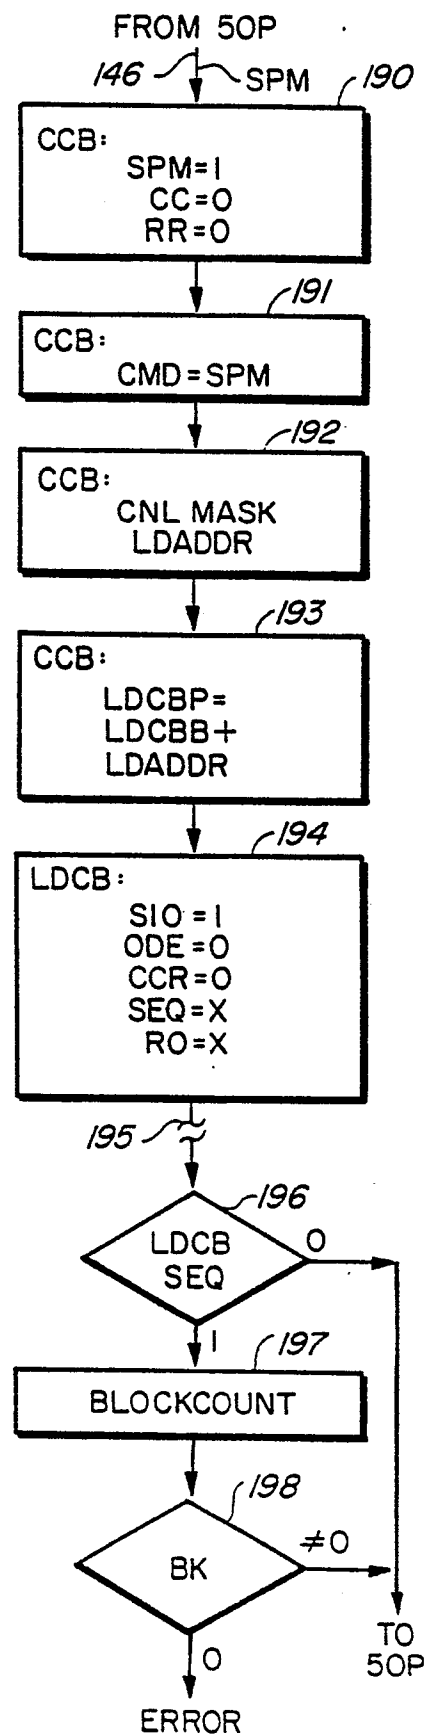 FROM 50P
146 SPM
190
CCB:
SPM=1
CC=0
RR=0
191
CCB:
CMD=SPM
192
CCB:
CNL MASK
LDADDR
193
CCB:
LDCBP=
LDCBB+
LDADDR
194
LDCB:
SIO=1
ODE=0
CCR=0
SEQ=X
RO=X
195
196
LDCB
SEQ
0
1
197
BLOCKCOUNT
198
BK
≠0
0
TO
50P
ERROR